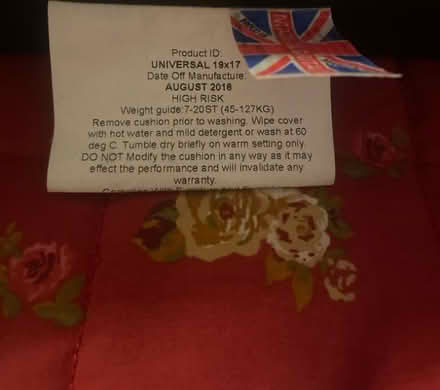 Product ID:
UNIVERSAL 19x17
Date Off Manufacture:
AUGUST 2016
HIGH RISK
Weight guide:7-20ST (45-127KG)
Remove cushion prior to washing. Wipe cover
with hot water and mild detergent or wash at 60
deg C. Tumble dry briefly on warm setting only.
DO NOT Modify the cushion in any way as it may
effect the performance and will invalidate any
warranty.